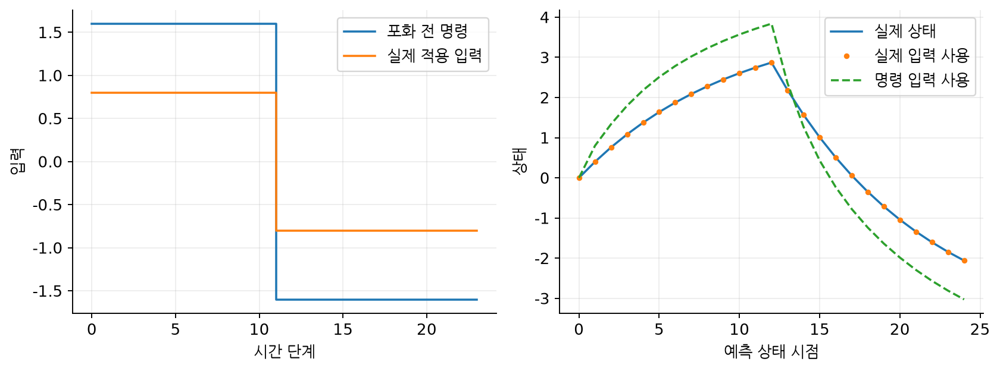 포화 전 명령
실제 적용 입력
1.5
1.0
0.5
0.0
-0.5
-1.0
-1.5
입력
0 5 10 15 20
시간 단계
실제 상태
실제 입력 사용
명령 입력 사용
4
3
2
1
0
-1
-2
-3
상태
0 5 10 15 20 25
예측 상태 시점